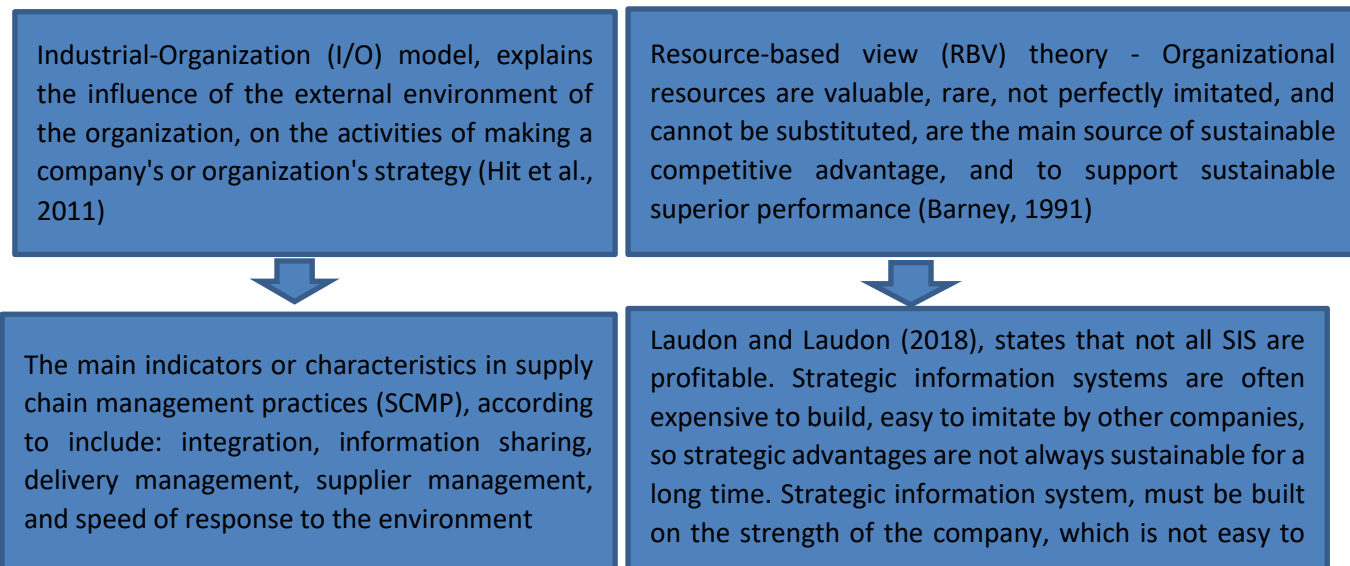 Industrial-Organization (I/O) model, explains
the influence of the external environment of
the organization, on the activities of making a
company's or organization's strategy (Hit et al.,
2011)
Resource-based view (RBV) theory - Organizational
resources are valuable, rare, not perfectly imitated, and
cannot be substituted, are the main source of sustainable
competitive advantage, and to support sustainable
superior performance (Barney, 1991)
The main indicators or characteristics in supply
chain management practices (SCMP), according
to include: integration, information sharing,
delivery management, supplier management,
and speed of response to the environment
Laudon and Laudon (2018), states that not all SIS are
profitable. Strategic information systems are often
expensive to build, easy to imitate by other companies,
so strategic advantages are not always sustainable for a
long time. Strategic information system, must be built
on the strength of the company, which is not easy to